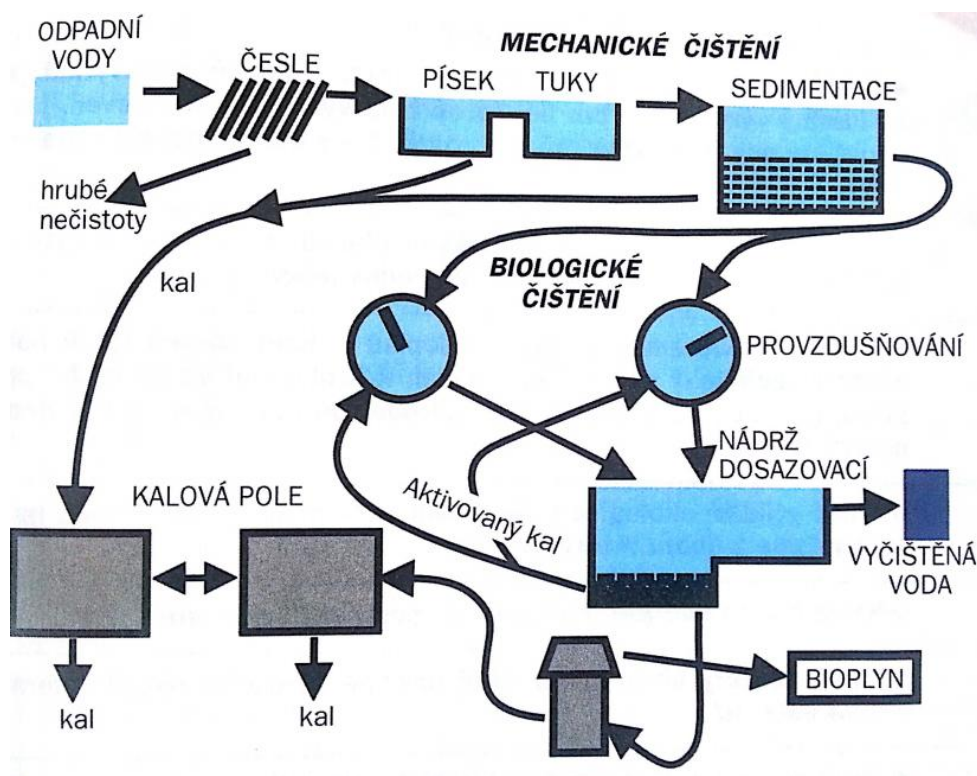 ODPADNÍ
VODY
ČESLE
MECHANICKÉ ČIŠTĚNÍ
PÍSEK TUKY
SEDIMENTACE
hrubé
nečistoty
kal
BIOLOGICKÉ
ČIŠTĚNÍ
PROVZDUŠŇOVÁNÍ
NÁDRŽ
DOSAZOVACÍ
Aktivovaný kal
KALOVÁ POLE
VYČIŠTĚNÁ
VODA
BIOPLYN
kal
kal